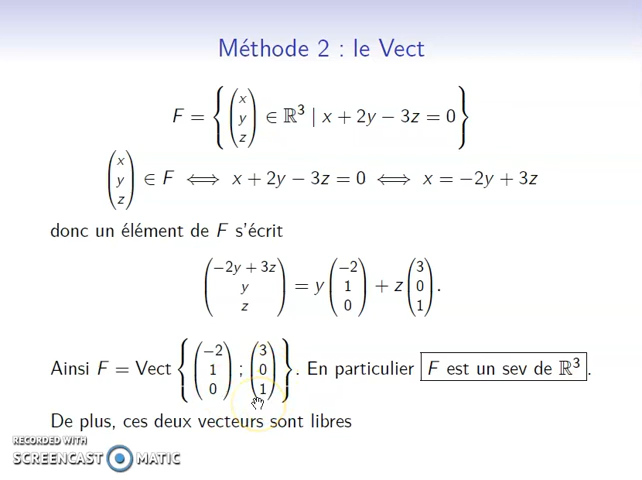 Méthode 2 : le Vect
F = { (x y z) ∈ ℝ³ | x + 2y − 3z = 0 }
(x y z) ∈ F ⟺ x + 2y − 3z = 0 ⟺ x = −2y + 3z
donc un élément de F s'écrit
(−2y + 3z y z) = y (−2 1 0) + z (3 0 1).
Ainsi F = Vect { (−2 1 0) ; (3 0 1) }. En particulier F est un sev de ℝ³.
De plus, ces deux vecteurs sont libres
RECORDED WITH
SCREENCAST MATIC